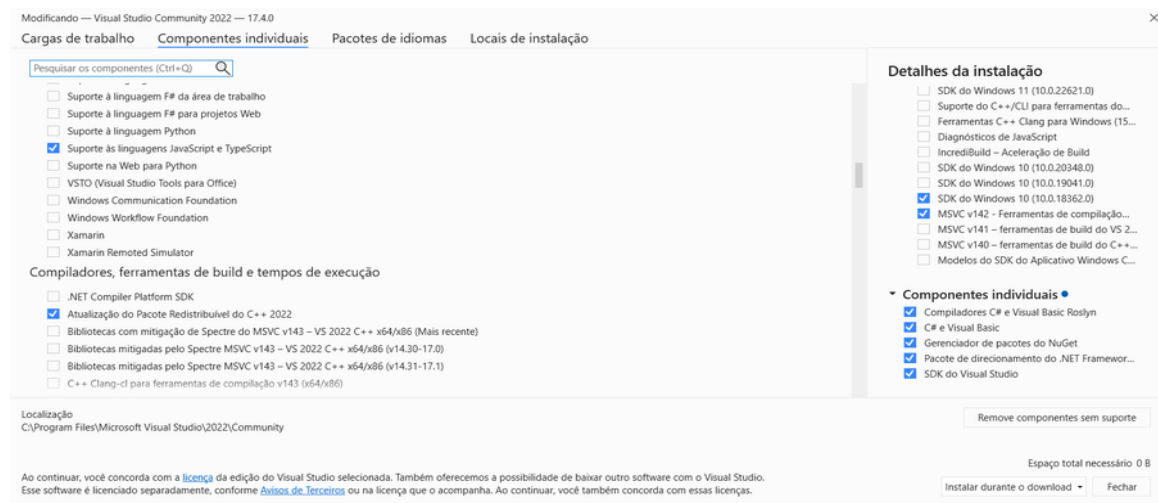 Modificando — Visual Studio Community 2022 — 17.4.0
Cargas de trabalho Componentes individuais Pacotes de idiomas Locais de instalação
Pesquisar os componentes (Ctrl+Q)
Suporte à linguagem F# da área de trabalho
Suporte à linguagem F# para projetos Web
Suporte à linguagem Python
Suporte às linguagens JavaScript e TypeScript
Suporte na Web para Python
VSTO (Visual Studio Tools para Office)
Windows Communication Foundation
Windows Workflow Foundation
Xamarin
Xamarin Remoted Simulator
Compiladores, ferramentas de build e tempos de execução
.NET Compiler Platform SDK
Atualização do Pacote Redistribuível do C++ 2022
Bibliotecas com mitigação de Spectre do MSVC v143 – VS 2022 C++ x64/x86 (Mais recente)
Bibliotecas mitigadas pelo Spectre MSVC v143 – VS 2022 C++ x64/x86 (v14.30-17.0)
Bibliotecas mitigadas pelo Spectre MSVC v143 – VS 2022 C++ x64/x86 (v14.31-17.1)
C++ Clang-cl para ferramentas de compilação v143 (x64/x86)
Detalhes da instalação
SDK do Windows 11 (10.0.22621.0)
Suporte do C++/CLI para ferramentas do...
Ferramentas C++ Clang para Windows (15...
Diagnósticos de JavaScript
IncrediBuild – Aceleração de Build
SDK do Windows 10 (10.0.20348.0)
SDK do Windows 10 (10.0.19041.0)
SDK do Windows 10 (10.0.18362.0)
MSVC v142 - Ferramentas de compilação...
MSVC v141 – ferramentas de build do VS 2...
MSVC v140 – ferramentas de build do C++...
Modelos do SDK do Aplicativo Windows C...
Componentes individuais
Compiladores C# e Visual Basic Roslyn
C# e Visual Basic
Gerenciador de pacotes do NuGet
Pacote de direcionamento do .NET Framewor...
SDK do Visual Studio
Localização
C:\Program Files\Microsoft Visual Studio\2022\Community
Remove componentes sem suporte
Espaço total necessário 0 B
Ao continuar, você concorda com a licença da edição do Visual Studio selecionada. Também oferecemos a possibilidade de baixar outro software com o Visual Studio.
Esse software é licenciado separadamente, conforme Avisos de Terceiros ou na licença que o acompanha. Ao continuar, você também concorda com essas licenças.
Instalar durante o download Fechar